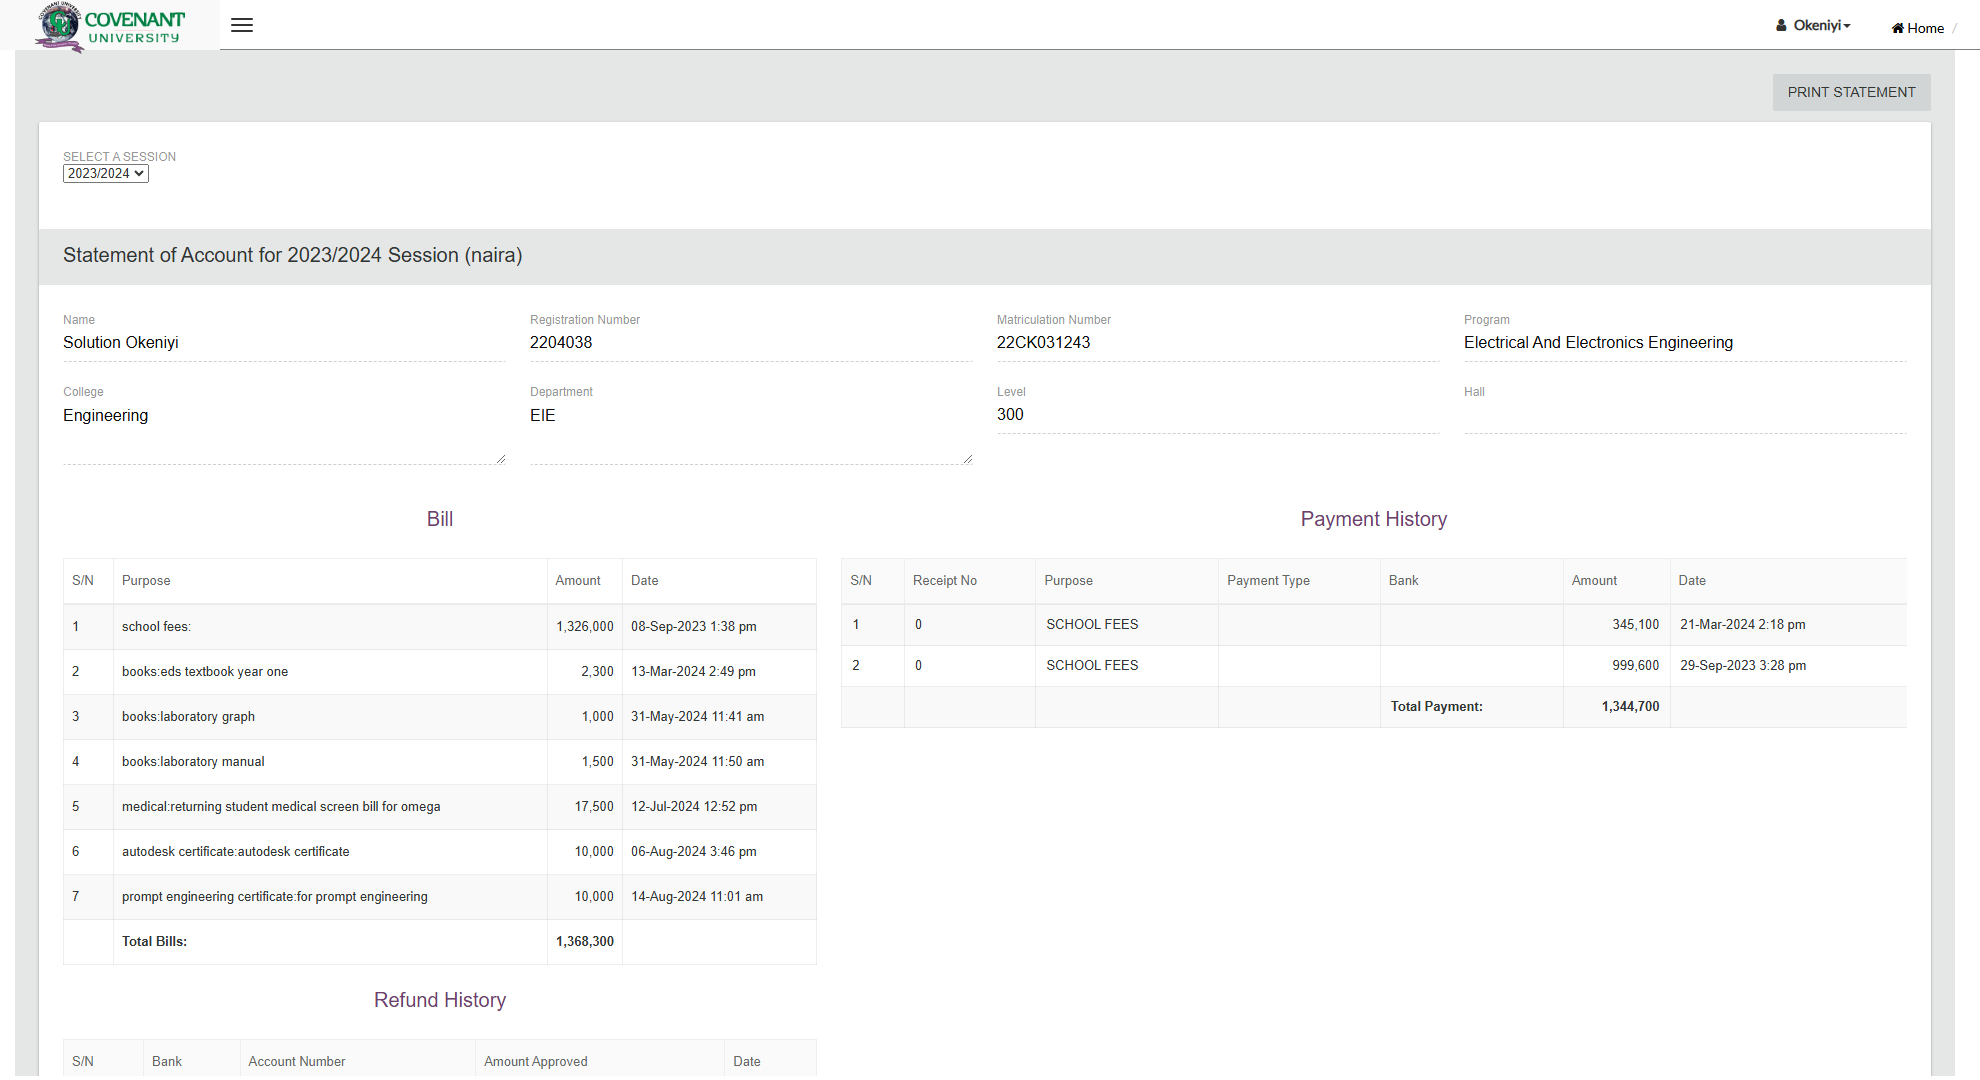 COVENANT
UNIVERSITY
Okeniyi
Home /
PRINT STATEMENT
SELECT A SESSION
2023/2024
Statement of Account for 2023/2024 Session (naira)
Name Registration Number Matriculation Number Program
Solution Okeniyi 2204038 22CK031243 Electrical And Electronics Engineering
College Department Level Hall
Engineering EIE 300
Bill
S/N Purpose Amount Date
1 school fees: 1,326,000 08-Sep-2023 1:38 pm
2 books:eds textbook year one 2,300 13-Mar-2024 2:49 pm
3 books:laboratory graph 1,000 31-May-2024 11:41 am
4 books:laboratory manual 1,500 31-May-2024 11:50 am
5 medical:returning student medical screen bill for omega 17,500 12-Jul-2024 12:52 pm
6 autodesk certificate:autodesk certificate 10,000 06-Aug-2024 3:46 pm
7 prompt engineering certificate:for prompt engineering 10,000 14-Aug-2024 11:01 am
Total Bills: 1,368,300
Payment History
S/N Receipt No Purpose Payment Type Bank Amount Date
1 0 SCHOOL FEES 345,100 21-Mar-2024 2:18 pm
2 0 SCHOOL FEES 999,600 29-Sep-2023 3:28 pm
Total Payment: 1,344,700
Refund History
S/N Bank Account Number Amount Approved Date